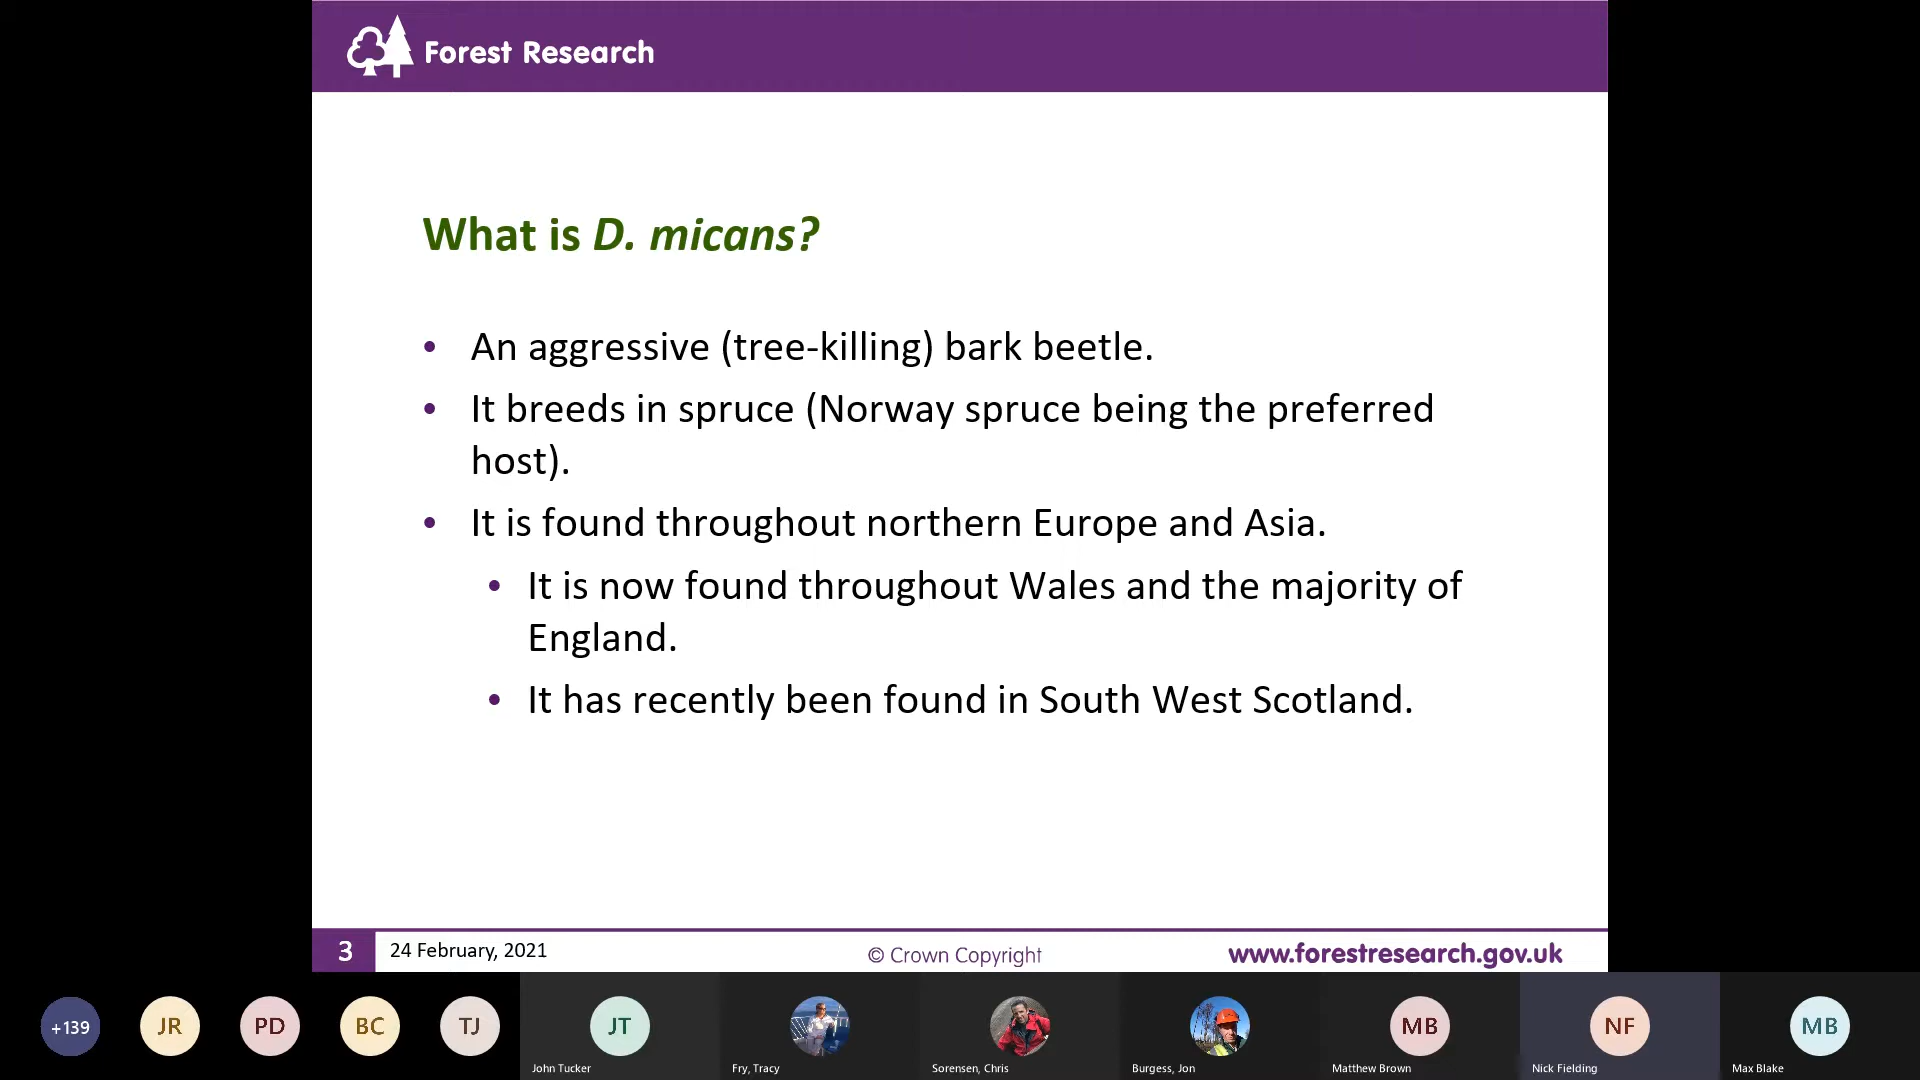 Forest Research
What is D. micans?
• An aggressive (tree-killing) bark beetle.
• It breeds in spruce (Norway spruce being the preferred
host).
• It is found throughout northern Europe and Asia.
• It is now found throughout Wales and the majority of
England.
• It has recently been found in South West Scotland.
3
24 February, 2021
© Crown Copyright
www.forestresearch.gov.uk
+139
JR
PD
BC
TJ
JT
MB
NF
MB
John Tucker
Fry, Tracy
Sorensen, Chris
Burgess, Jon
Matthew Brown
Nick Fielding
Max Blake